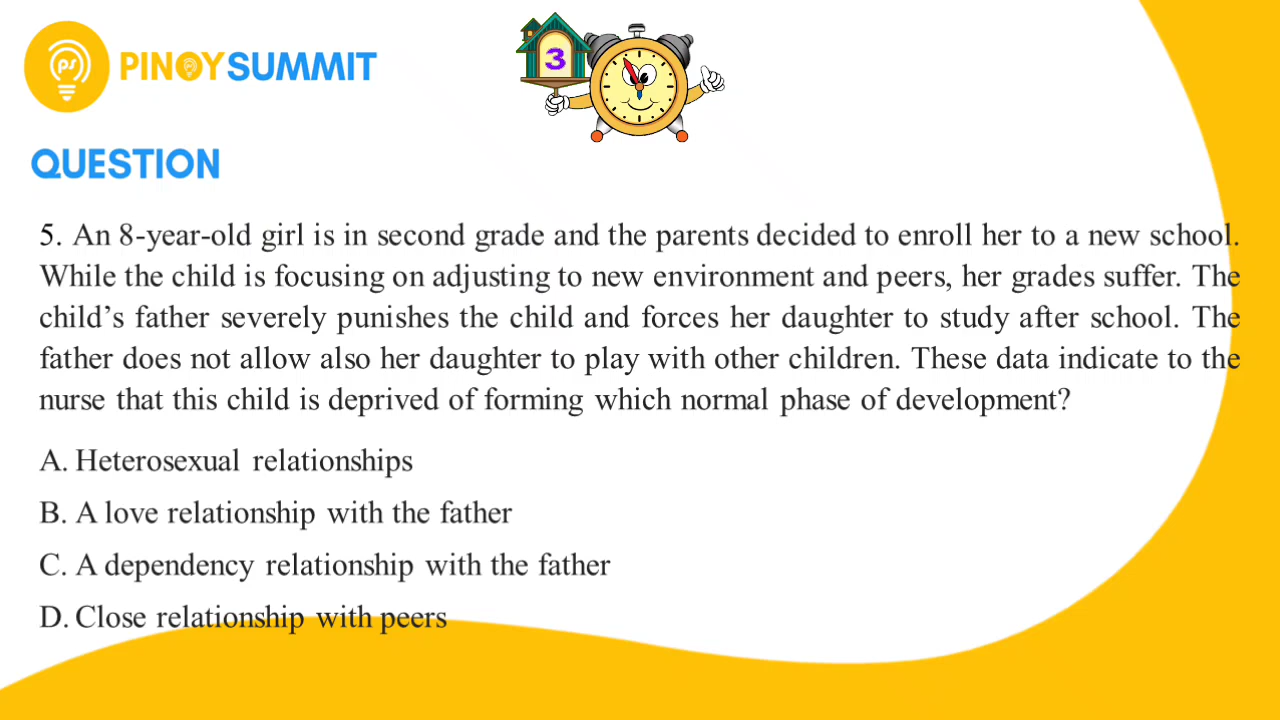 PINOYSUMMIT
3
QUESTION
5. An 8-year-old girl is in second grade and the parents decided to enroll her to a new school.
While the child is focusing on adjusting to new environment and peers, her grades suffer. The
child’s father severely punishes the child and forces her daughter to study after school. The
father does not allow also her daughter to play with other children. These data indicate to the
nurse that this child is deprived of forming which normal phase of development?
A. Heterosexual relationships
B. A love relationship with the father
C. A dependency relationship with the father
D. Close relationship with peers